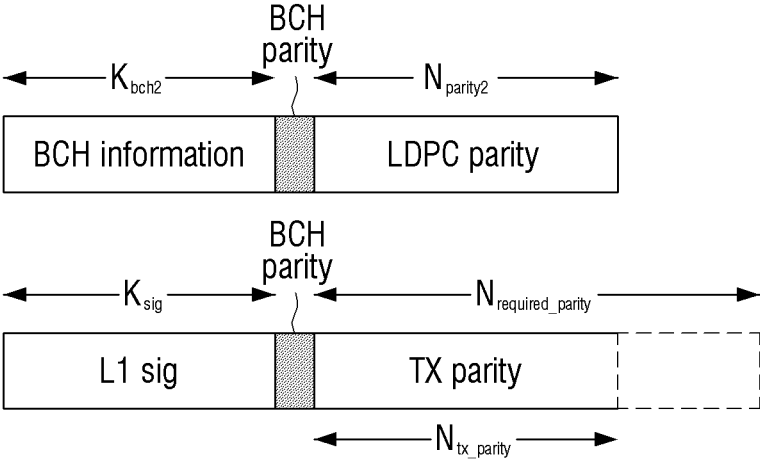 BCH
parity
K_bch2
N_parity2
BCH information
LDPC parity
BCH
parity
K_sig
N_required_parity
L1 sig
TX parity
N_tx_parity